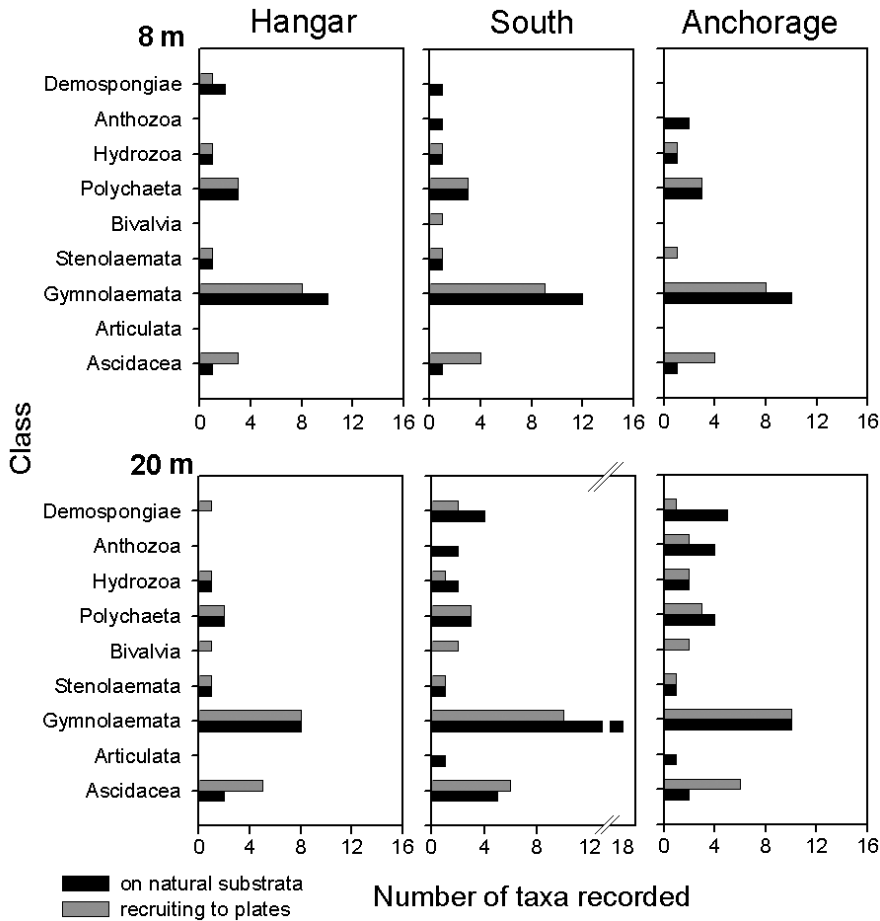 Hangar South Anchorage
8 m
Demospongiae
Anthozoa
Hydrozoa
Polychaeta
Bivalvia
Stenolaemata
Gymnolaemata
Articulata
Ascidacea
0 4 8 12 16 0 4 8 12 16 0 4 8 12 16
Class
20 m
Demospongiae
Anthozoa
Hydrozoa
Polychaeta
Bivalvia
Stenolaemata
Gymnolaemata
Articulata
Ascidacea
0 4 8 12 16 0 4 8 12 18 0 4 8 12 16
on natural substrata
recruiting to plates
Number of taxa recorded